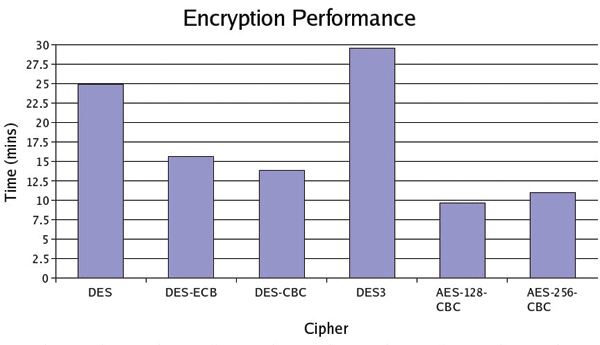 Encryption Performance
30
27.5
25
22.5
20
17.5
15
12.5
10
7.5
5
2.5
0
Time (mins)
DES DES-ECB DES-CBC DES3 AES-128- AES-256-
CBC CBC
Cipher